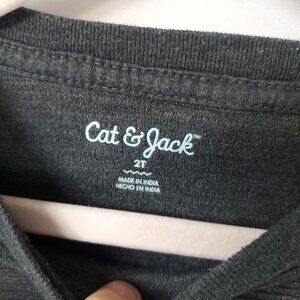 Cat & Jack™
2T
MADE IN INDIA
HECHO EN INDIA